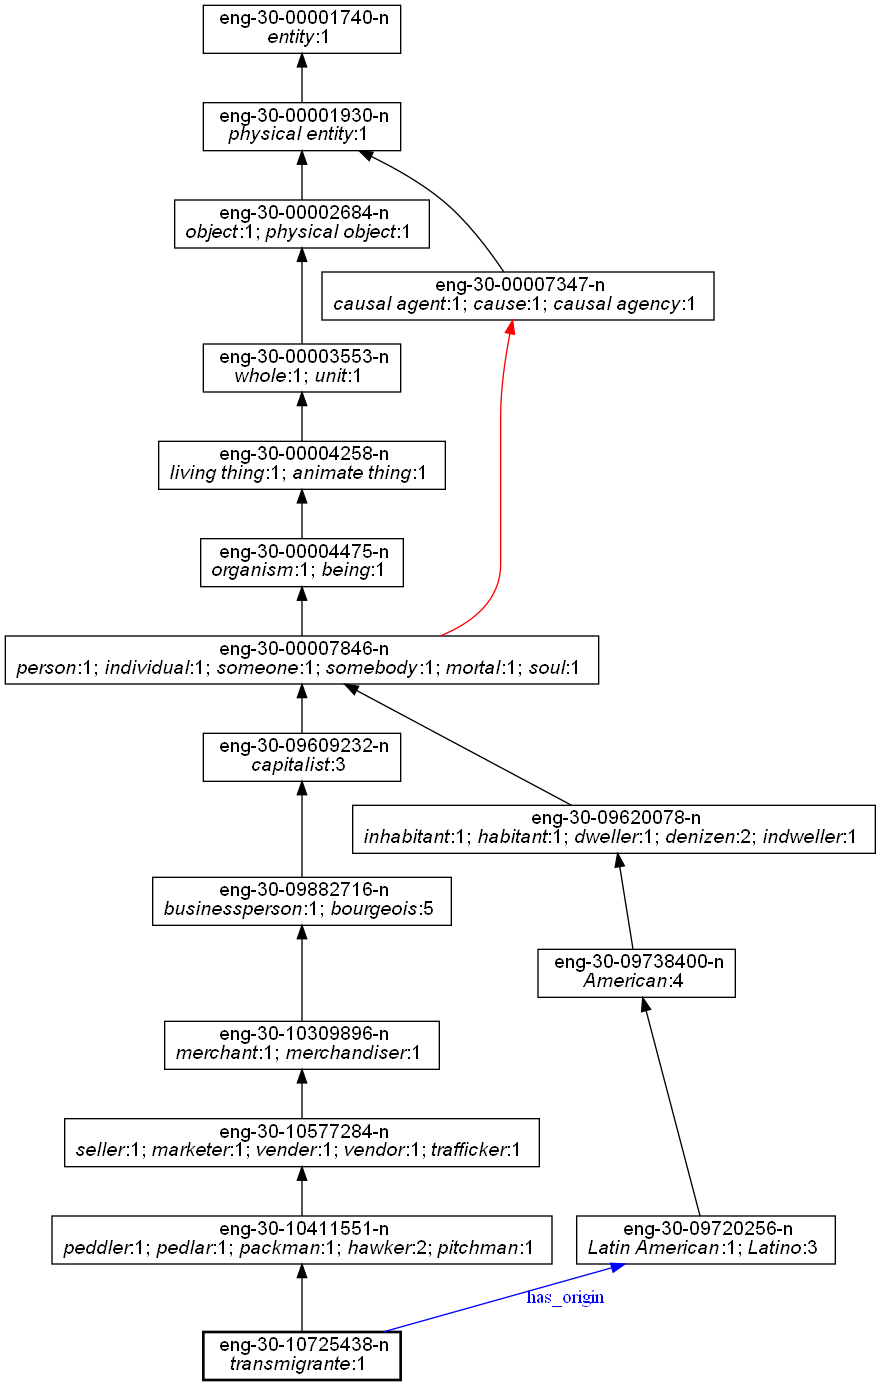 eng-30-00001740-n
entity:1
eng-30-00001930-n
physical entity:1
eng-30-00002684-n
object:1; physical object:1
eng-30-00007347-n
causal agent:1; cause:1; causal agency:1
eng-30-00003553-n
whole:1; unit:1
eng-30-00004258-n
living thing:1; animate thing:1
eng-30-00004475-n
organism:1; being:1
eng-30-00007846-n
person:1; individual:1; someone:1; somebody:1; mortal:1; soul:1
eng-30-09609232-n
capitalist:3
eng-30-09620078-n
inhabitant:1; habitant:1; dweller:1; denizen:2; indweller:1
eng-30-09882716-n
businessperson:1; bourgeois:5
eng-30-09738400-n
American:4
eng-30-10309896-n
merchant:1; merchandiser:1
eng-30-10577284-n
seller:1; marketer:1; vender:1; vendor:1; trafficker:1
eng-30-10411551-n
peddler:1; pedlar:1; packman:1; hawker:2; pitchman:1
eng-30-09720256-n
Latin American:1; Latino:3
has_origin
eng-30-10725438-n
transmigrante:1